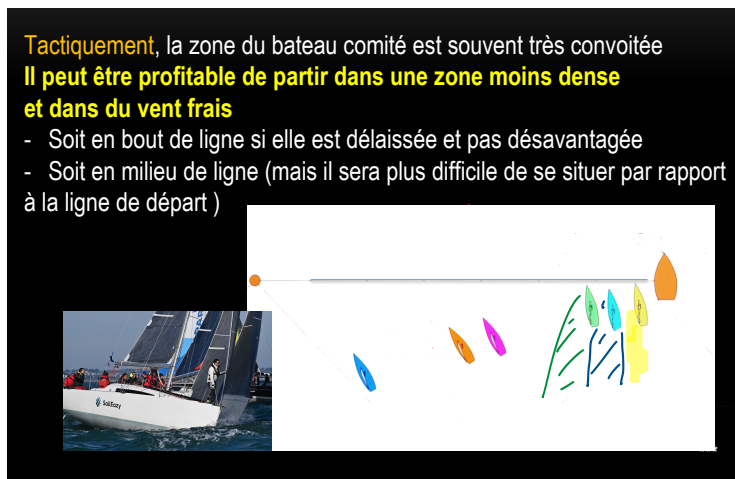 Tactiquement, la zone du bateau comité est souvent très convoitée
Il peut être profitable de partir dans une zone moins dense
et dans du vent frais
- Soit en bout de ligne si elle est délaissée et pas désavantagée
- Soit en milieu de ligne (mais il sera plus difficile de se situer par rapport
à la ligne de départ )
SailEazy